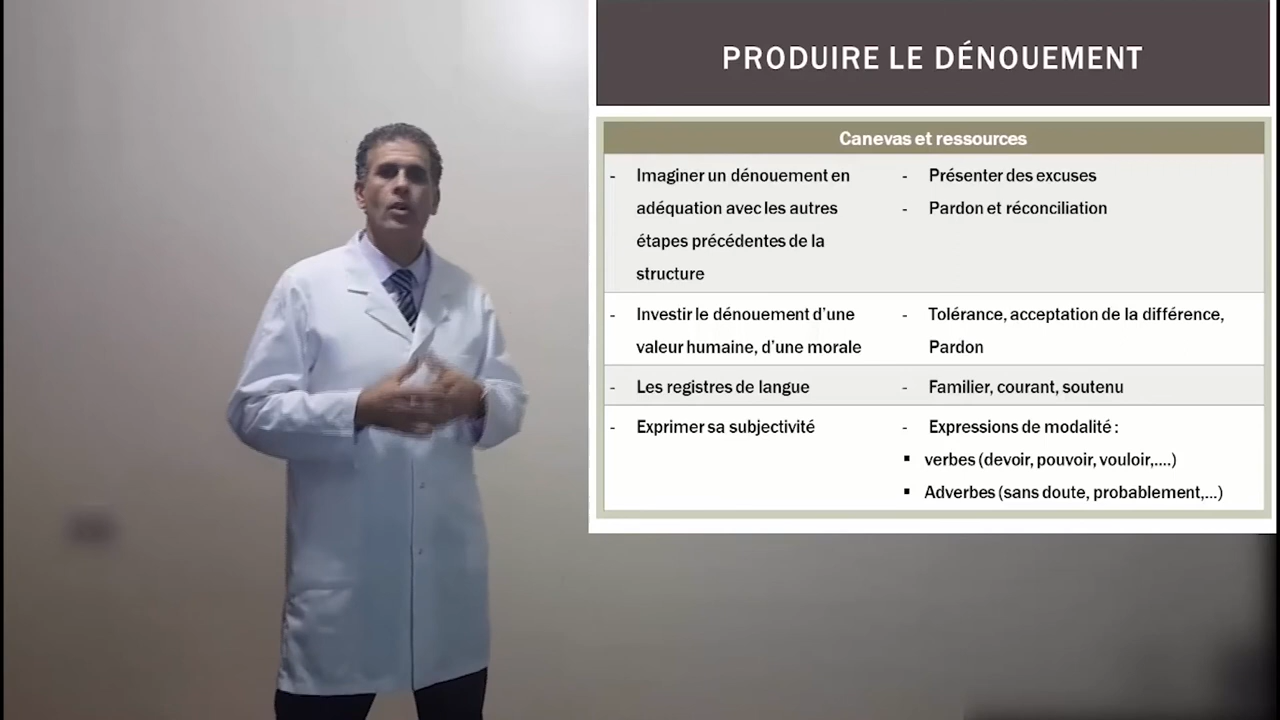 PRODUIRE LE DÉNOUEMENT
Canevas et ressources
- Imaginer un dénouement en
adéquation avec les autres
étapes précédentes de la
structure
- Présenter des excuses
- Pardon et réconciliation
- Investir le dénouement d'une
valeur humaine, d'une morale
- Tolérance, acceptation de la différence,
Pardon
- Les registres de langue
- Familier, courant, soutenu
- Exprimer sa subjectivité
- Expressions de modalité :
▪ verbes (devoir, pouvoir, vouloir,....)
▪ Adverbes (sans doute, probablement,...)